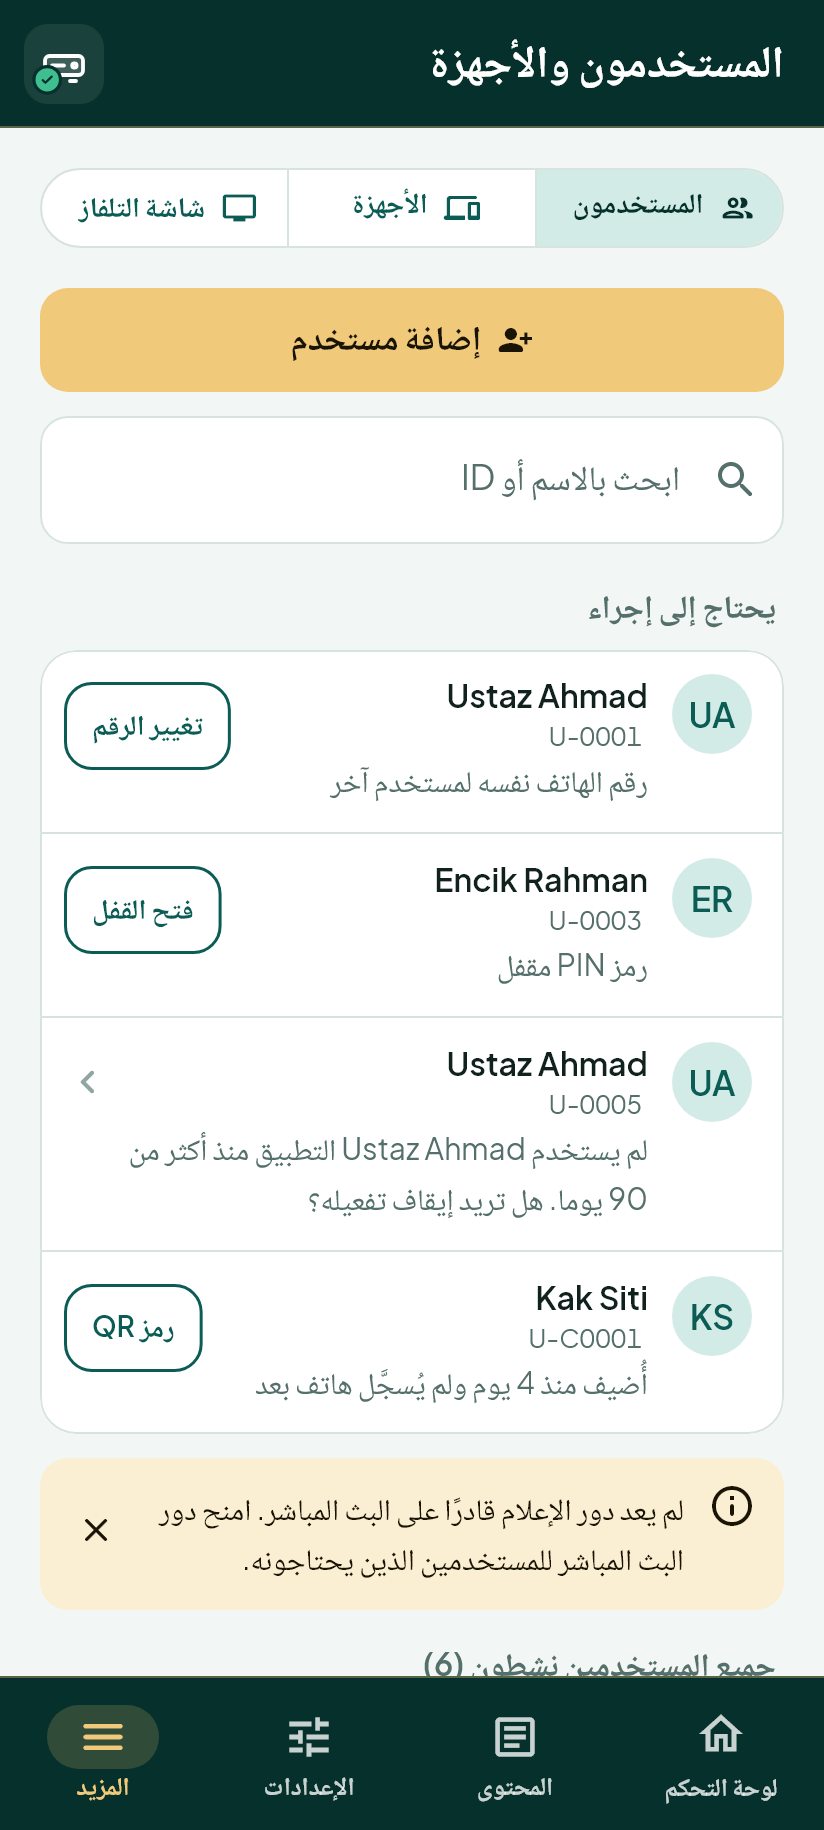 المستخدمون والأجهزة
المستخدمون
الأجهزة
شاشة التلفاز
إضافة مستخدم
ابحث بالاسم أو ID
يحتاج إلى إجراء
UA
Ustaz Ahmad
U-0001
رقم الهاتف نفسه لمستخدم آخر
تغيير الرقم
ER
Encik Rahman
U-0003
رمز PIN مقفل
فتح القفل
UA
Ustaz Ahmad
U-0005
لم يستخدم Ustaz Ahmad التطبيق منذ أكثر من
90 يوما. هل تريد إيقاف تفعيله؟
KS
Kak Siti
U-C0001
أُضيف منذ 4 يوم ولم يُسجَّل هاتف بعد
رمز QR
لم يعد دور الإعلام قادرًا على البث المباشر. امنح دور
البث المباشر للمستخدمين الذين يحتاجونه.
جميع المستخدمين نشطون (6)
لوحة التحكم
المحتوى
الإعدادات
المزيد